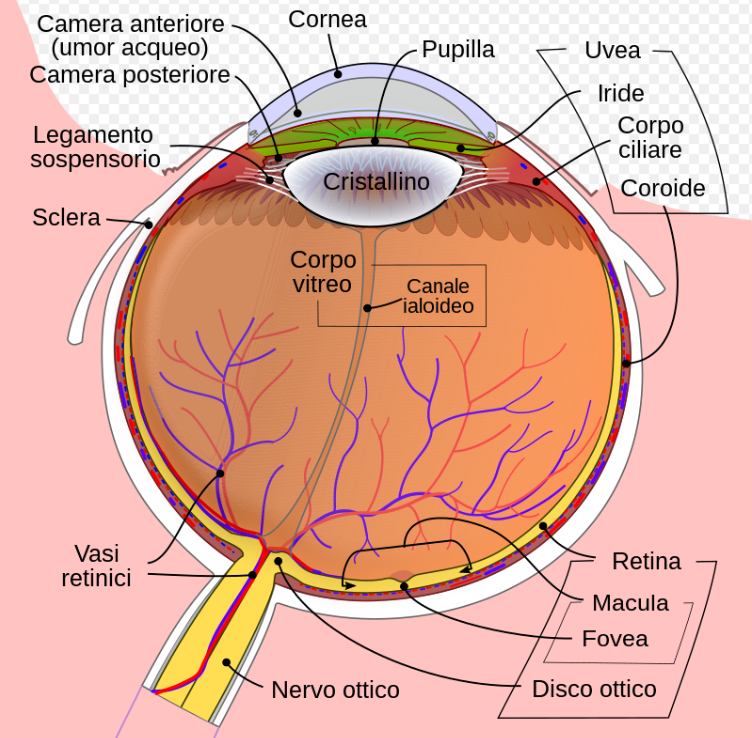 Camera anteriore
(umor acqueo)
Camera posteriore
Cornea
Pupilla
Uvea
Iride
Corpo
ciliare
Coroide
Legamento
sospensorio
Cristallino
Sclera
Corpo
vitreo
Canale
ialoideo
Vasi
retinici
Retina
Macula
Fovea
Disco ottico
Nervo ottico